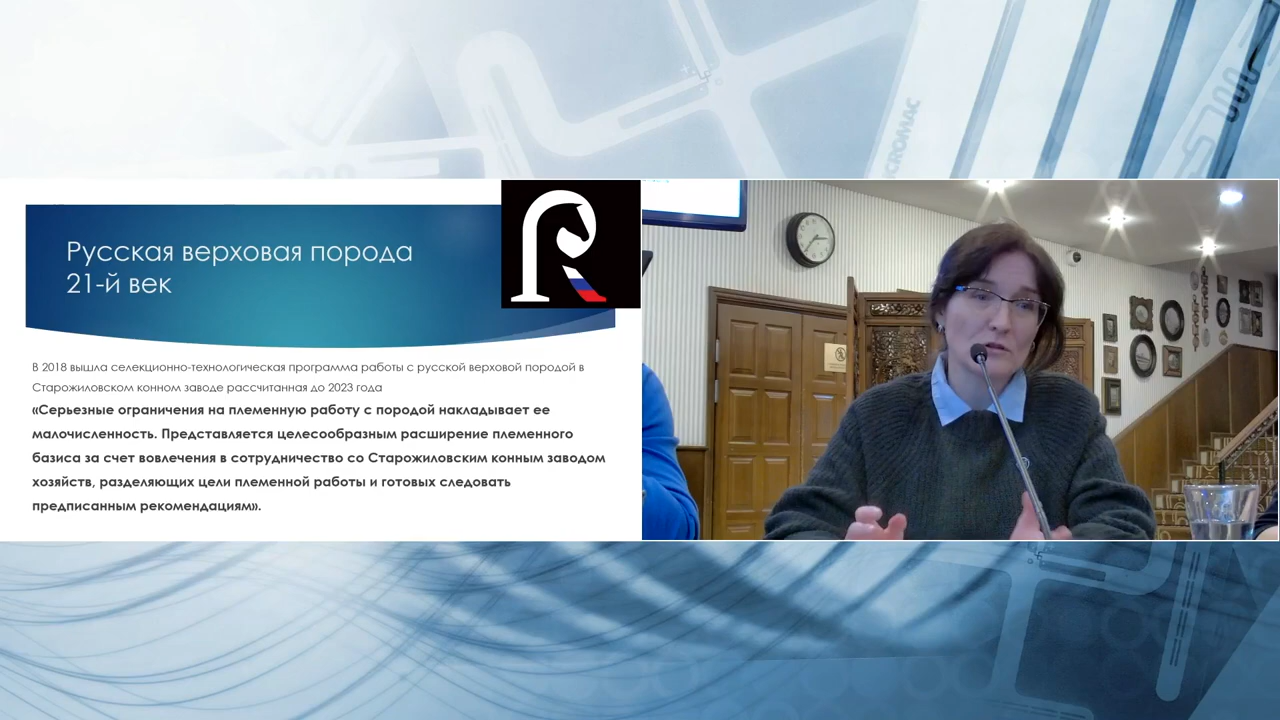 Русская верховая порода
21-й век
В 2018 вышла селекционно-технологическая программа работы с русской верховой породой в
Старожиловском конном заводе рассчитанная до 2023 года
«Серьезные ограничения на племенную работу с породой накладывает ее
малочисленность. Представляется целесообразным расширение племенного
базиса за счет вовлечения в сотрудничество со Старожиловским конным заводом
хозяйств, разделяющих цели племенной работы и готовых следовать
предписанным рекомендациям».